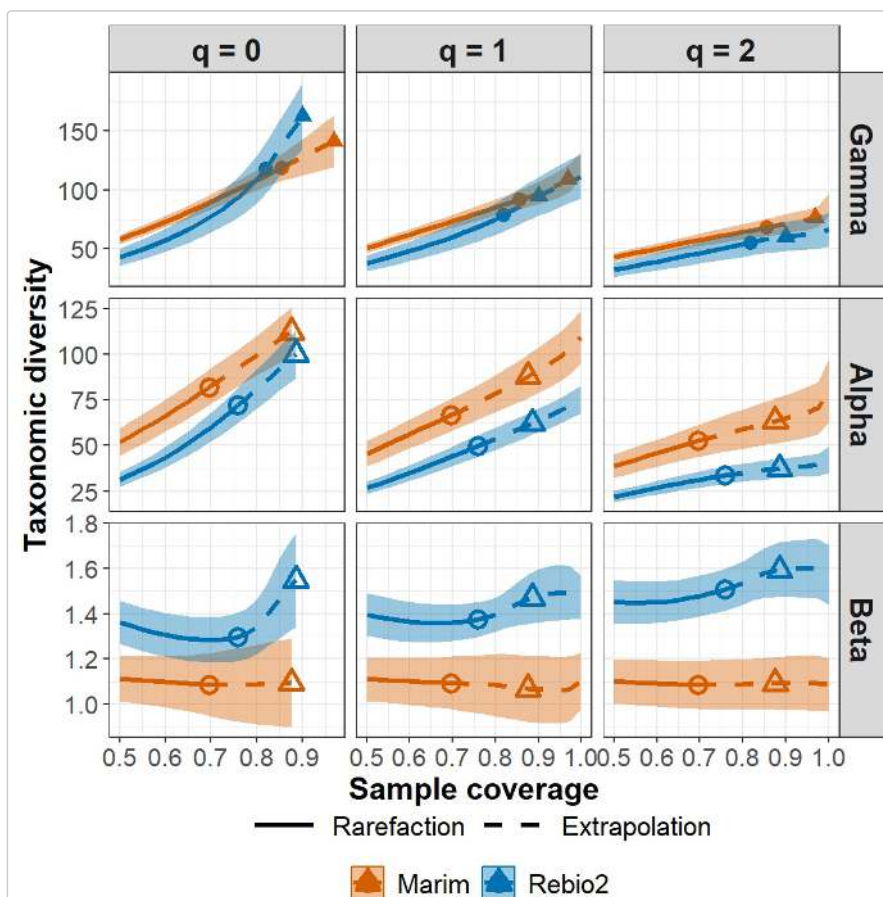 q = 0
q = 1
q = 2
Taxonomic diversity
150
100
50
Gamma
125
100
75
50
25
Alpha
1.8
1.6
1.4
1.2
1.0
Beta
0.5 0.6 0.7 0.8 0.9
0.5 0.6 0.7 0.8 0.9 1.0
0.5 0.6 0.7 0.8 0.9 1.0
Sample coverage
Rarefaction
Extrapolation
Marim
Rebio2